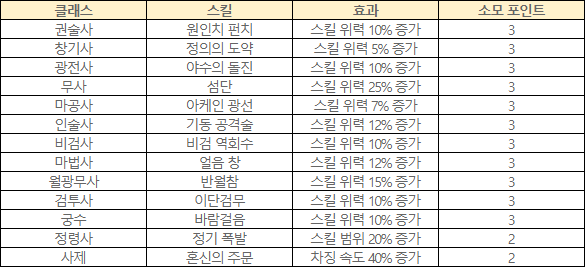 클래스 스킬 효과 소모 포인트
권술사 원인치 펀치 스킬 위력 10% 증가 3
창기사 정의의 도약 스킬 위력 5% 증가 3
광전사 야수의 돌진 스킬 위력 10% 증가 3
무사 섬단 스킬 위력 25% 증가 3
마공사 아케인 광선 스킬 위력 7% 증가 3
인술사 기동 공격술 스킬 위력 12% 증가 3
비검사 비검 역회수 스킬 위력 10% 증가 3
마법사 얼음 창 스킬 위력 12% 증가 3
월광무사 반월참 스킬 위력 15% 증가 3
검투사 이단검무 스킬 위력 10% 증가 3
궁수 바람걸음 스킬 위력 10% 증가 3
정령사 정기 폭발 스킬 범위 20% 증가 2
사제 혼신의 주문 차징 속도 40% 증가 2